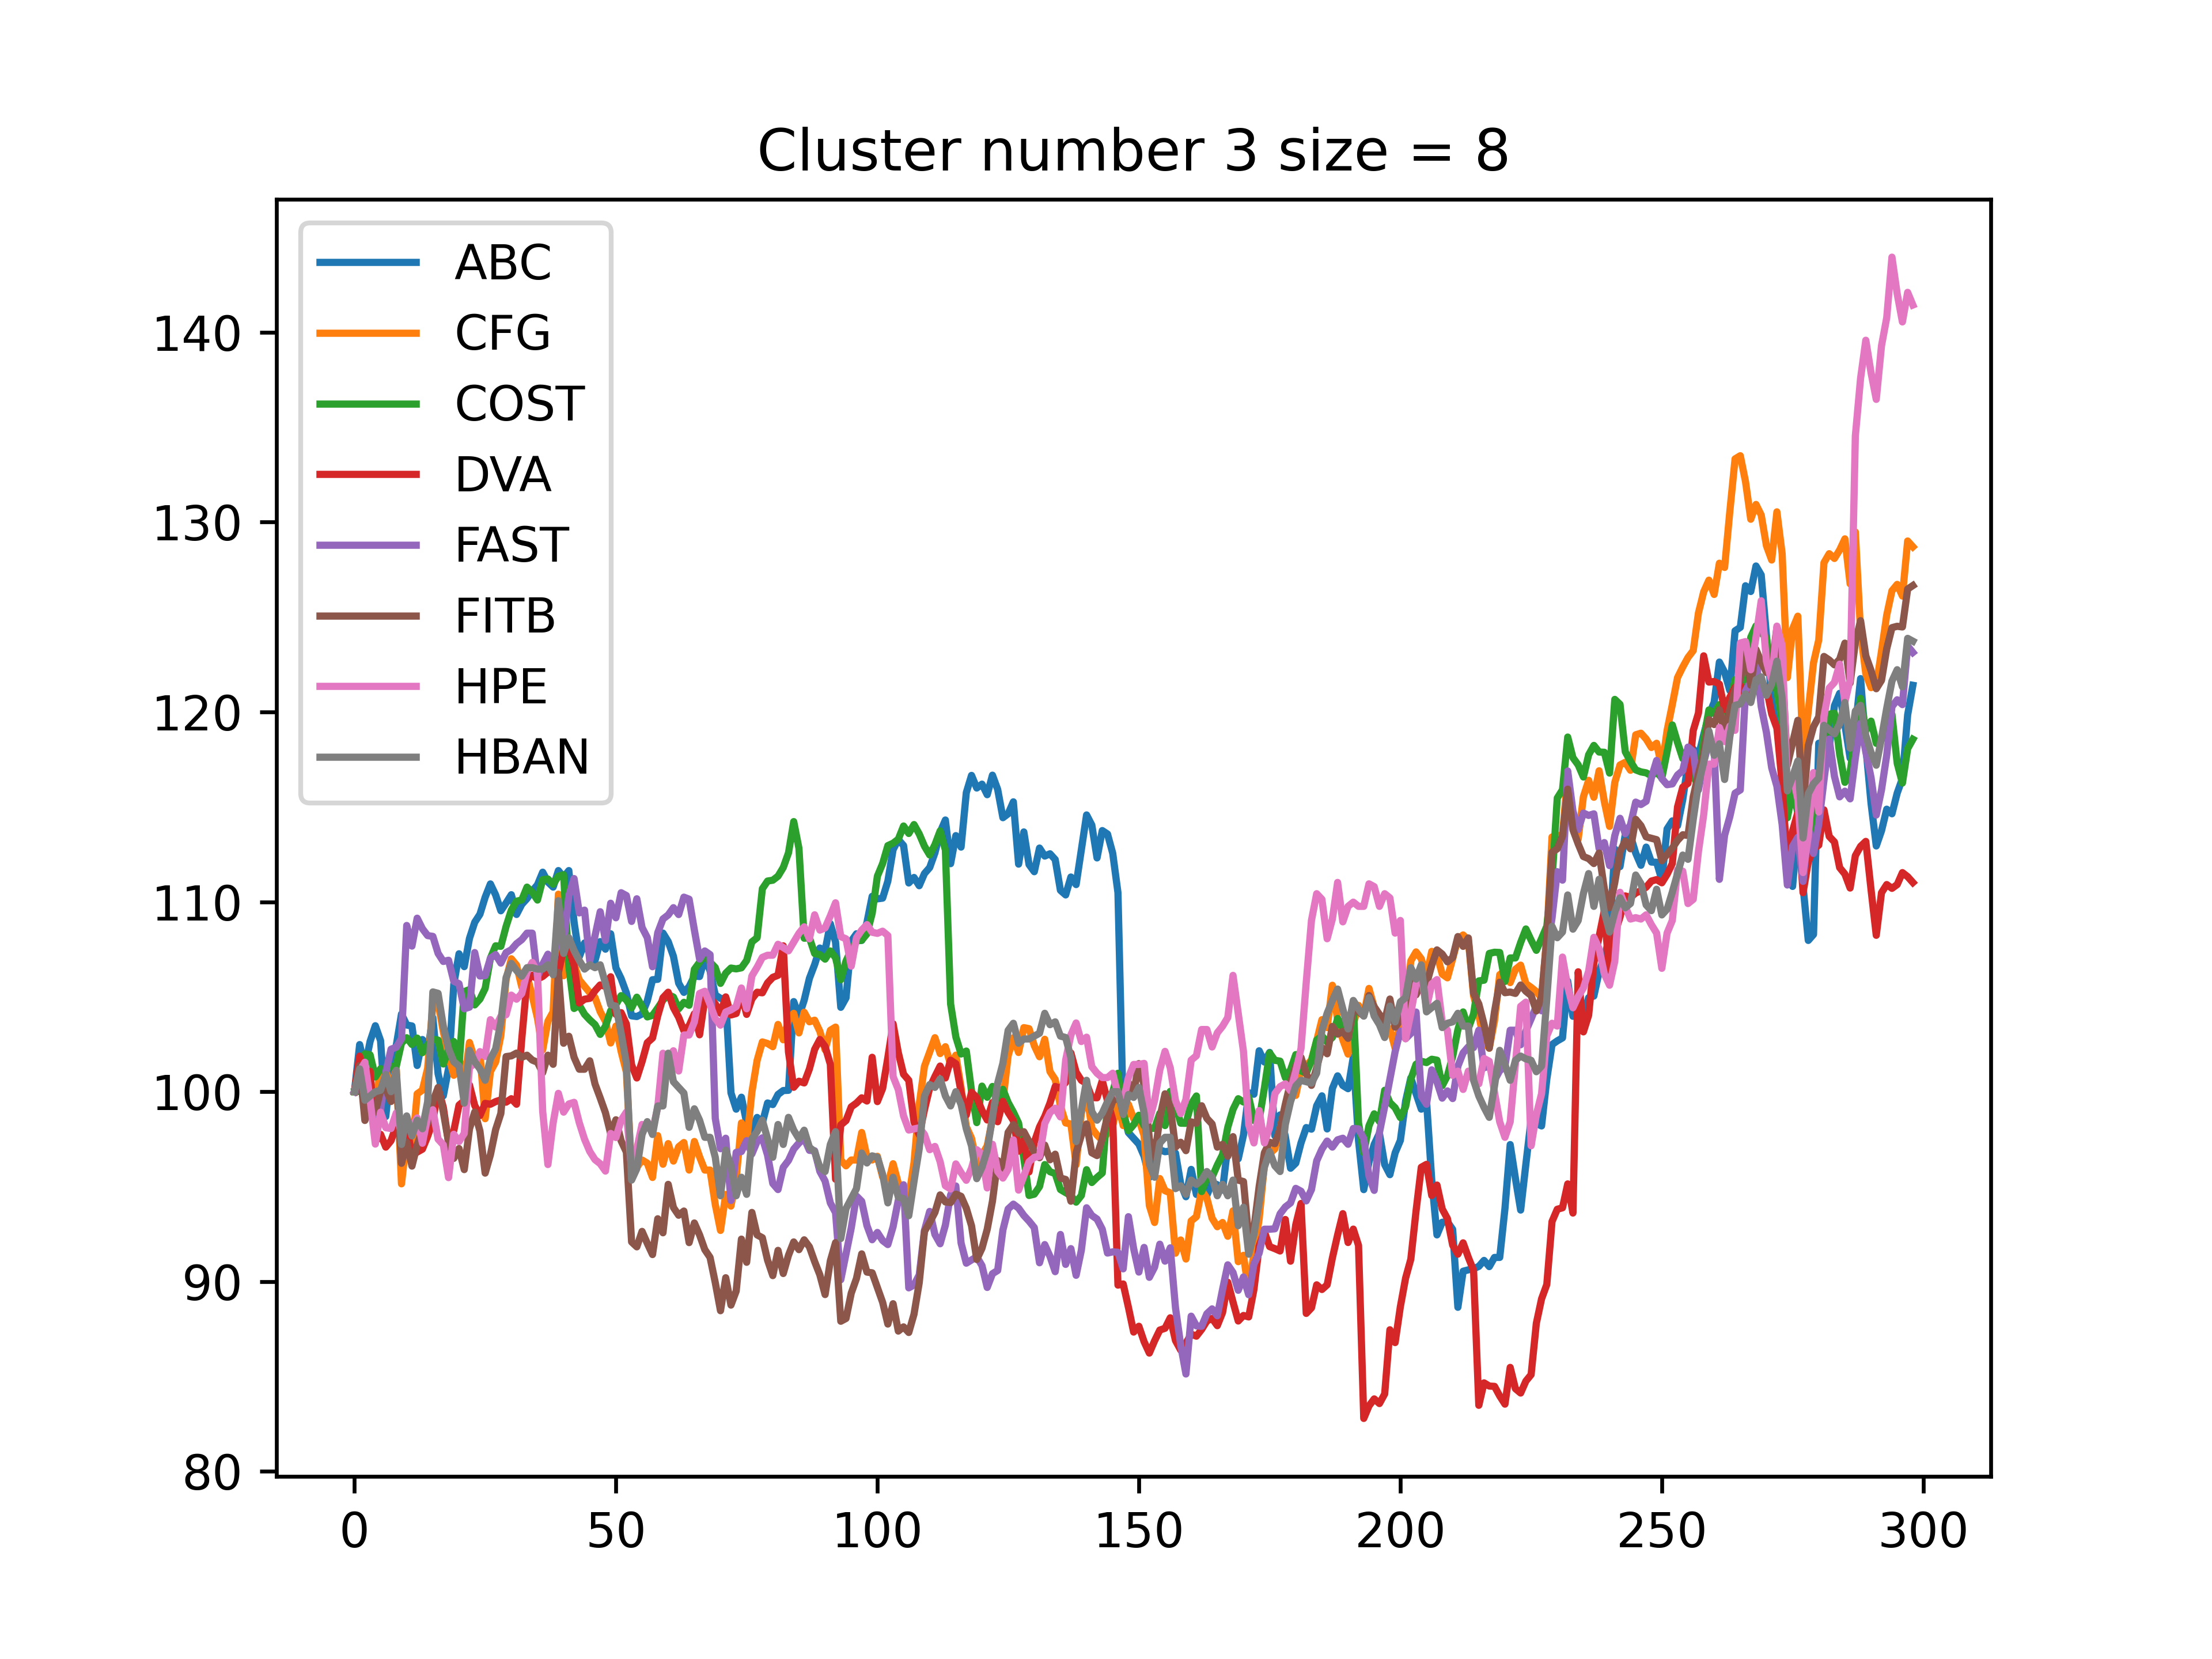 Cluster number 3 size = 8
ABC
CFG
COST
DVA
FAST
FITB
HPE
HBAN
140
130
120
110
100
90
80
0 50 100 150 200 250 300